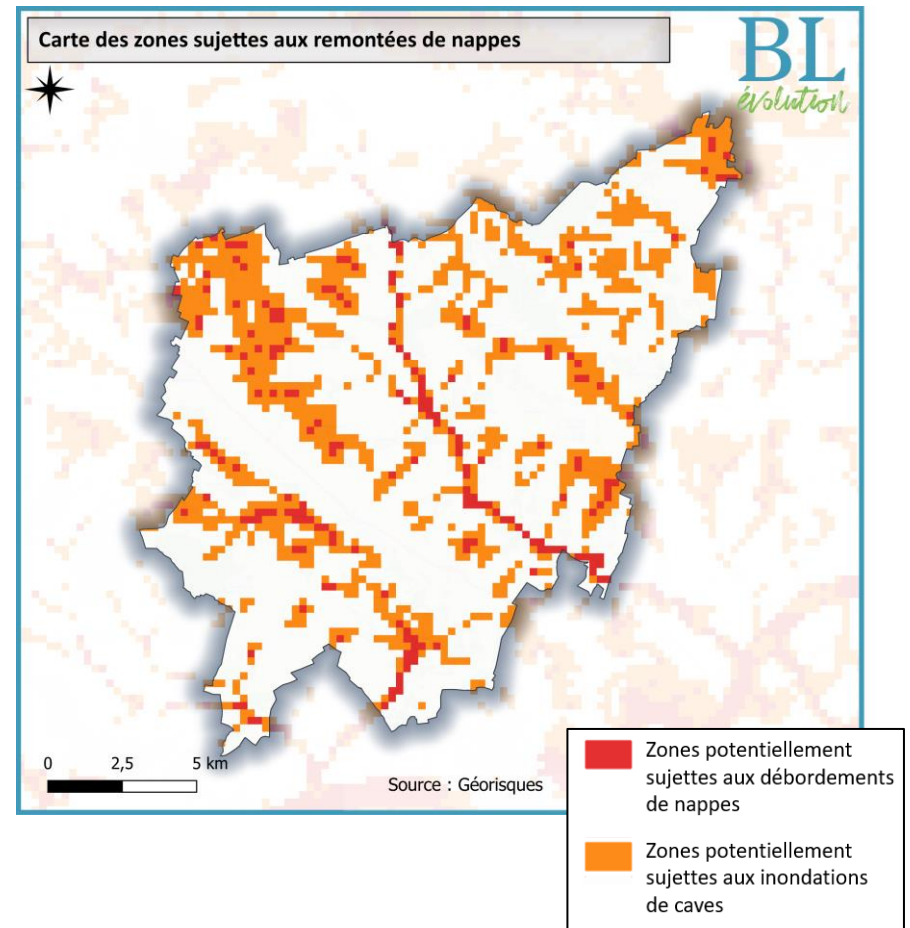 Carte des zones sujettes aux remontées de nappes
BL
évolution
0 2,5 5 km
Source : Géorisques
Zones potentiellement
sujettes aux débordements
de nappes
Zones potentiellement
sujettes aux inondations
de caves